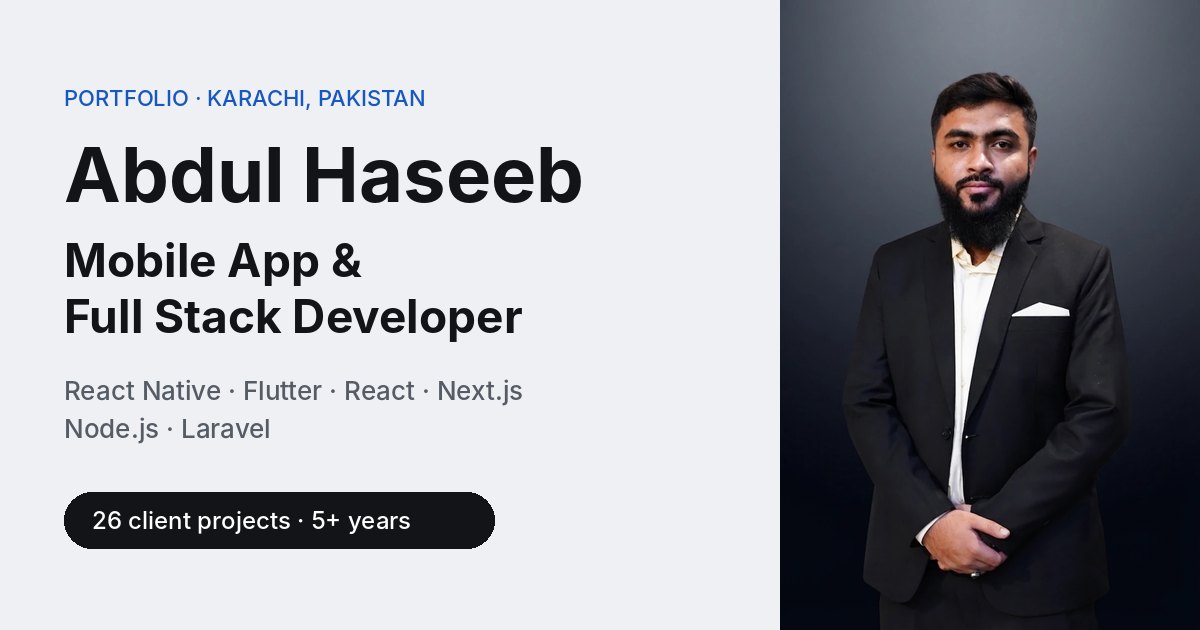 PORTFOLIO · KARACHI, PAKISTAN
Abdul Haseeb
Mobile App &
Full Stack Developer
React Native · Flutter · React · Next.js
Node.js · Laravel
26 client projects · 5+ years